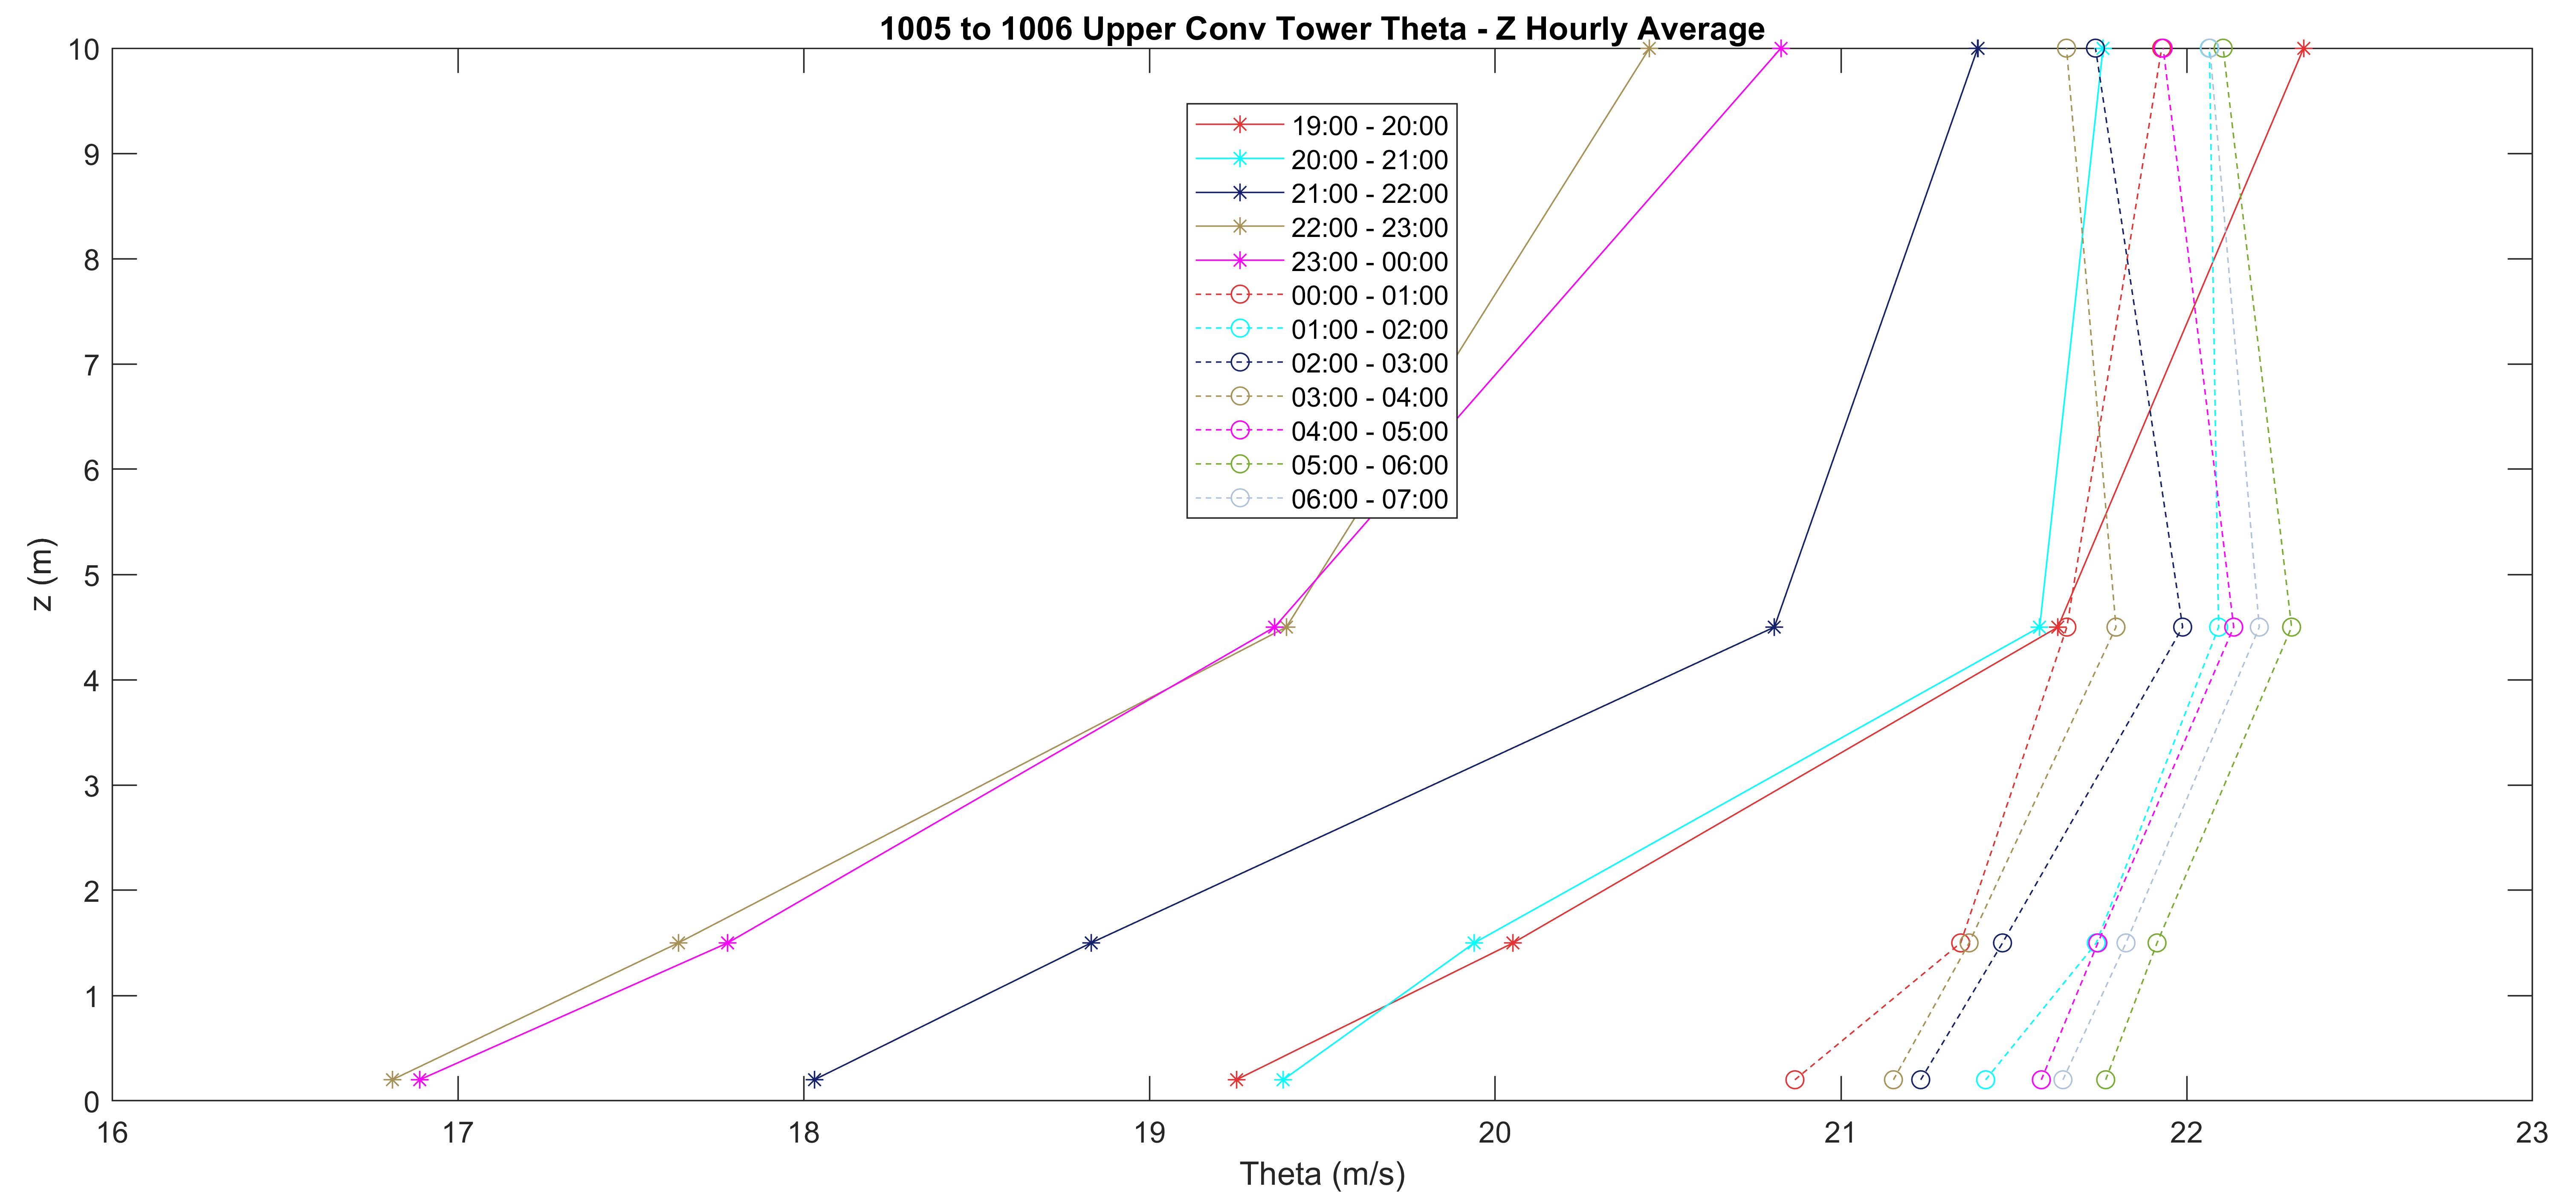 1005 to 1006 Upper Conv Tower Theta - Z Hourly Average
10
9
8
7
6
5
4
3
2
1
0
z (m)
19:00 - 20:00
20:00 - 21:00
21:00 - 22:00
22:00 - 23:00
23:00 - 00:00
00:00 - 01:00
01:00 - 02:00
02:00 - 03:00
03:00 - 04:00
04:00 - 05:00
05:00 - 06:00
06:00 - 07:00
16 17 18 19 20 21 22 23
Theta (m/s)